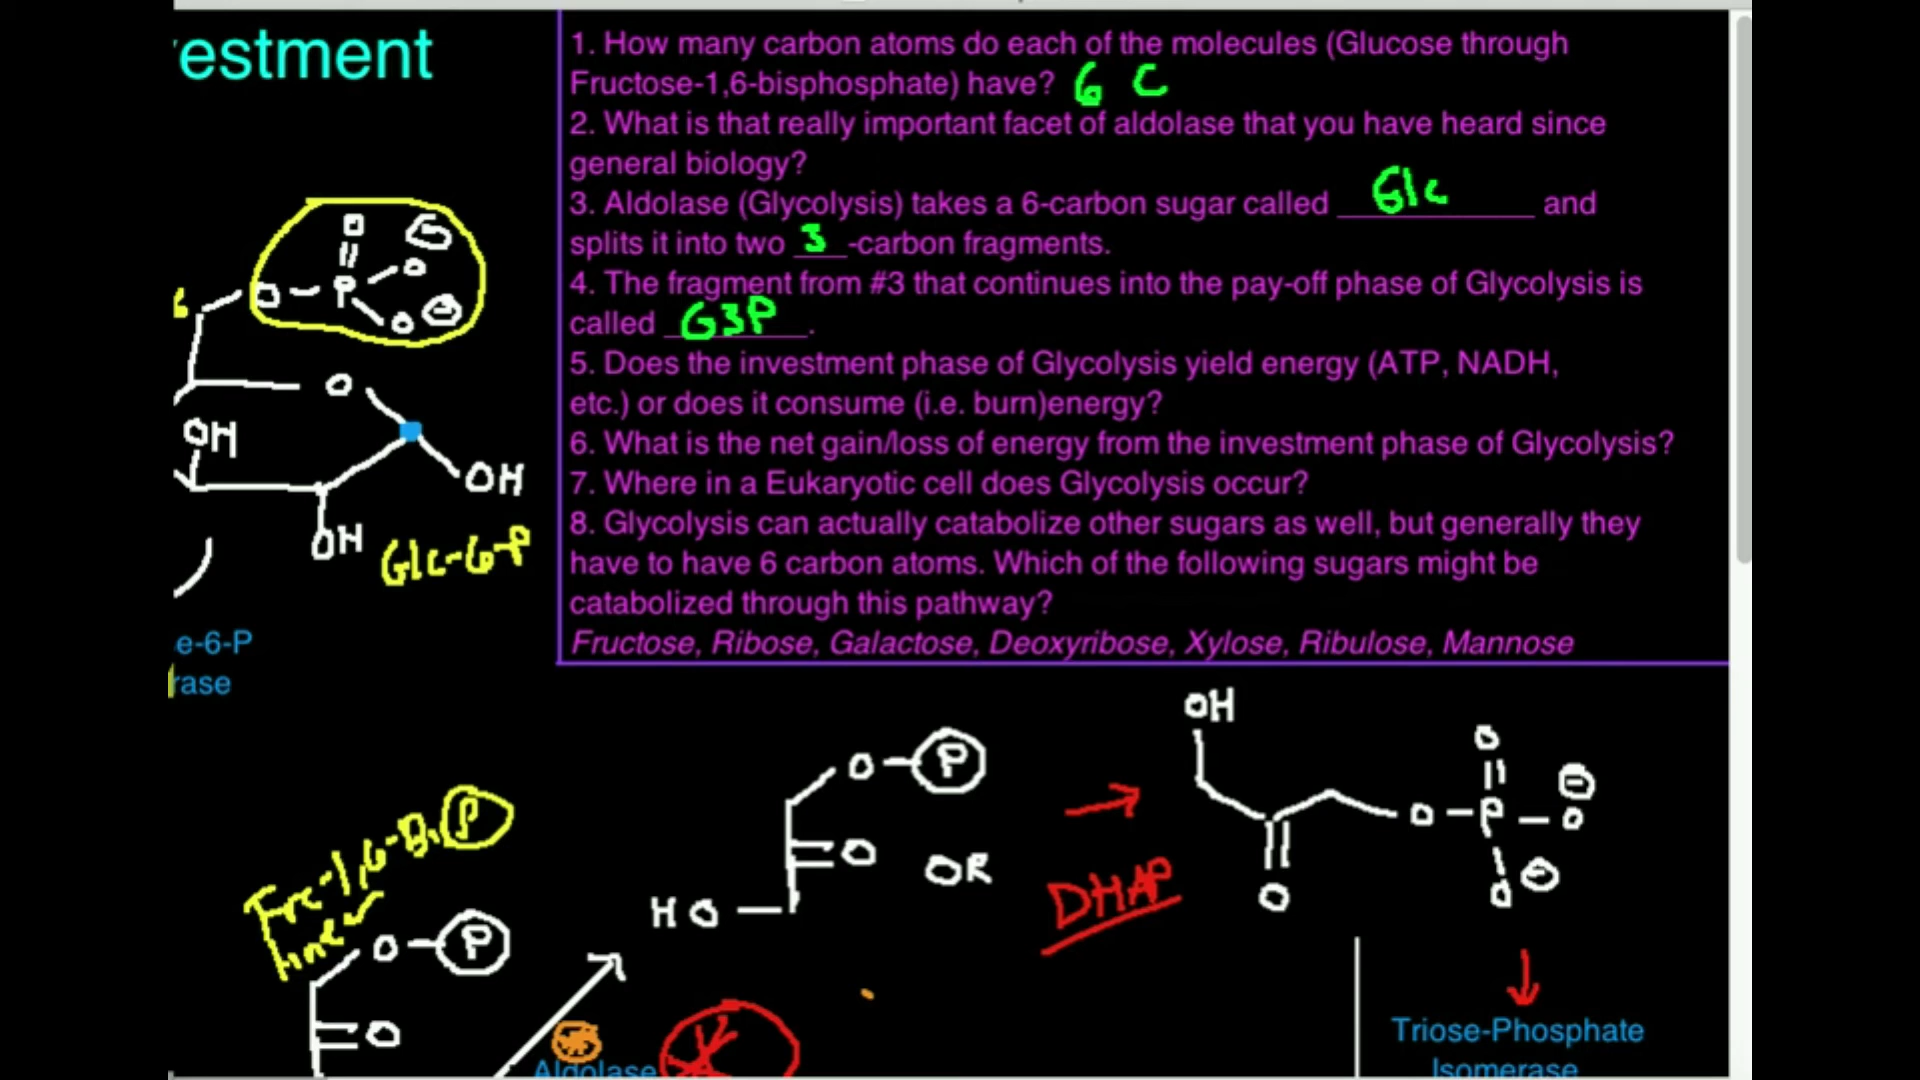 estment
1. How many carbon atoms do each of the molecules (Glucose through
Fructose-1,6-bisphosphate) have? 6 C
2. What is that really important facet of aldolase that you have heard since
general biology?
3. Aldolase (Glycolysis) takes a 6-carbon sugar called Glc and
splits it into two 3 -carbon fragments.
4. The fragment from #3 that continues into the pay-off phase of Glycolysis is
called G3P.
5. Does the investment phase of Glycolysis yield energy (ATP, NADH,
etc.) or does it consume (i.e. burn)energy?
6. What is the net gain/loss of energy from the investment phase of Glycolysis?
7. Where in a Eukaryotic cell does Glycolysis occur?
8. Glycolysis can actually catabolize other sugars as well, but generally they
have to have 6 carbon atoms. Which of the following sugars might be
catabolized through this pathway?
Fructose, Ribose, Galactose, Deoxyribose, Xylose, Ribulose, Mannose
O
O - P - O
O
6
O
OH
OH
OH
Glc-6-P
e-6-P
rase
O - P
O
HO
OR
DHAP
OH
O
O
O - P - O
O
Frc-1,6-Bi P
O - P
O
Aldolase
Triose-Phosphate
Isomerase